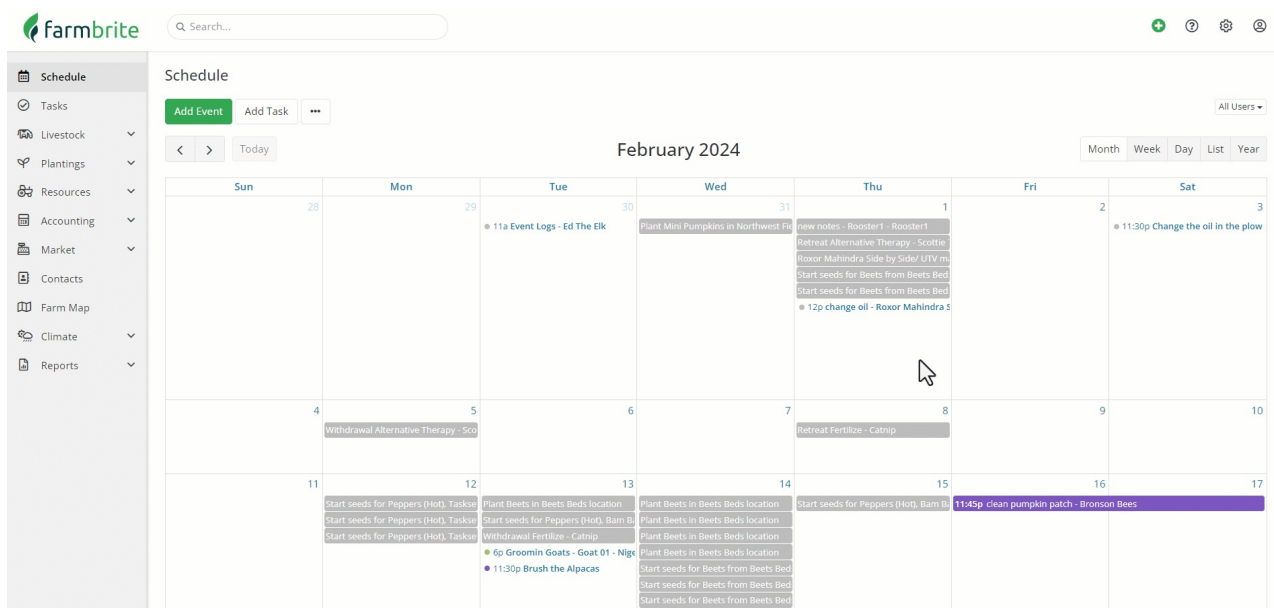 farmbrite
Search...
Schedule
Tasks
Livestock
Plantings
Resources
Accounting
Market
Contacts
Farm Map
Climate
Reports
Schedule
Add Event Add Task •••
All Users
Today
February 2024
Month Week Day List Year
Sun Mon Tue Wed Thu Fri Sat
28 29 30 31 1 2 3
11a Event Logs - Ed The Elk
Plant Mini Pumpkins in Northwest Fie
new notes - Rooster1 - Rooster1
Retreat Alternative Therapy - Scottie
Roxor Mahindra Side by Side/ UTV m
Start seeds for Beets from Beets Bed
Start seeds for Beets from Beets Bed
12p change oil - Roxor Mahindra S
11:30p Change the oil in the plow
4 5 6 7 8 9 10
Withdrawal Alternative Therapy - Sco
Retreat Fertilize - Catnip
11 12 13 14 15 16 17
Start seeds for Peppers (Hot), Taskse
Start seeds for Peppers (Hot), Taskse
Start seeds for Peppers (Hot), Taskse
Plant Beets in Beets Beds location
Start seeds for Peppers (Hot), Bam B
Withdrawal Fertilize - Catnip
6p Groomin Goats - Goat 01 - Nige
11:30p Brush the Alpacas
Plant Beets in Beets Beds location
Plant Beets in Beets Beds location
Plant Beets in Beets Beds location
Plant Beets in Beets Beds location
Start seeds for Beets from Beets Bed
Start seeds for Beets from Beets Bed
Start seeds for Beets from Beets Bed
Start seeds for Peppers (Hot), Bam B
11:45p clean pumpkin patch - Bronson Bees